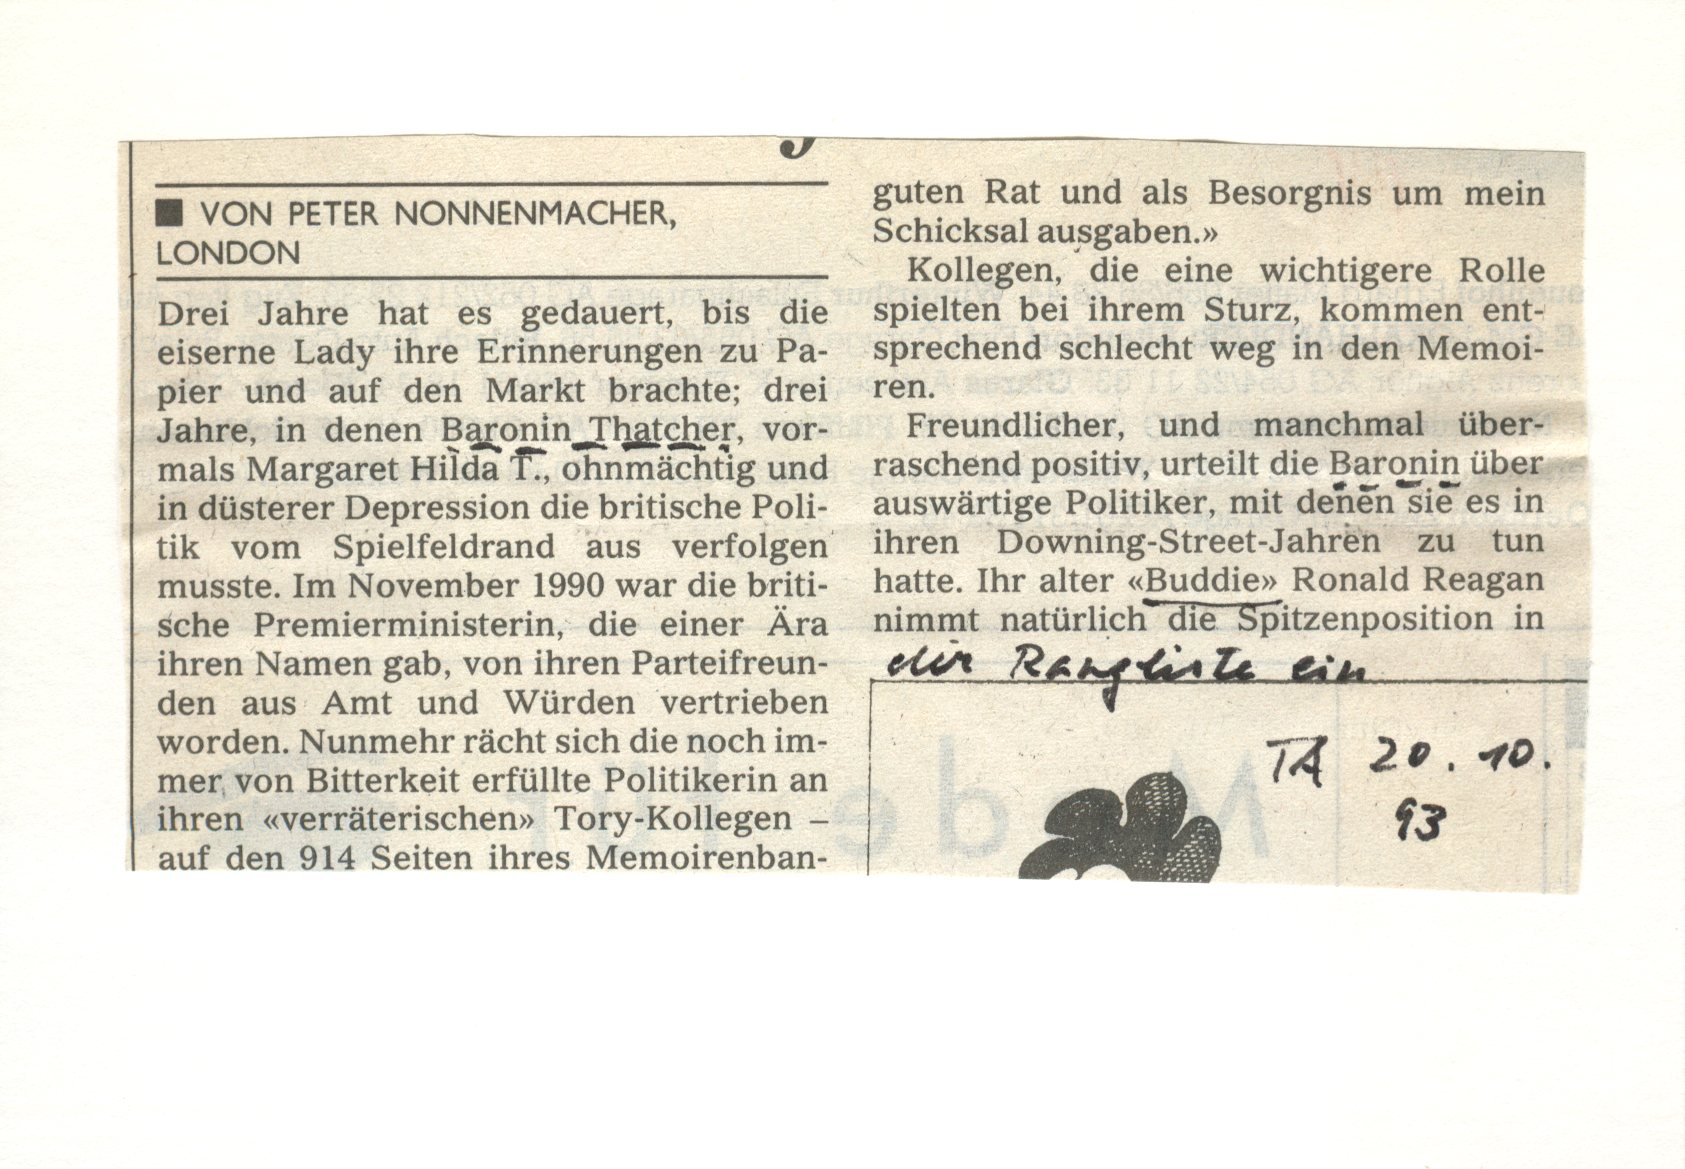 ■ VON PETER NONNENMACHER,
LONDON
Drei Jahre hat es gedauert, bis die
eiserne Lady ihre Erinnerungen zu Pa-
pier und auf den Markt brachte; drei
Jahre, in denen Baronin Thatcher, vor-
mals Margaret Hilda T., ohnmächtig und
in düsterer Depression die britische Poli-
tik vom Spielfeldrand aus verfolgen
musste. Im November 1990 war die briti-
sche Premierministerin, die einer Ära
ihren Namen gab, von ihren Parteifreun-
den aus Amt und Würden vertrieben
worden. Nunmehr rächt sich die noch im-
mer von Bitterkeit erfüllte Politikerin an
ihren «verräterischen» Tory-Kollegen –
auf den 914 Seiten ihres Memoirenban-
guten Rat und als Besorgnis um mein
Schicksal ausgaben.»
Kollegen, die eine wichtigere Rolle
spielten bei ihrem Sturz, kommen ent-
sprechend schlecht weg in den Memoi-
ren.
Freundlicher, und manchmal über-
raschend positiv, urteilt die Baronin über
auswärtige Politiker, mit denen sie es in
ihren Downing-Street-Jahren zu tun
hatte. Ihr alter «Buddie» Ronald Reagan
nimmt natürlich die Spitzenposition in
der Rangliste ein
TA 20. 10.
93